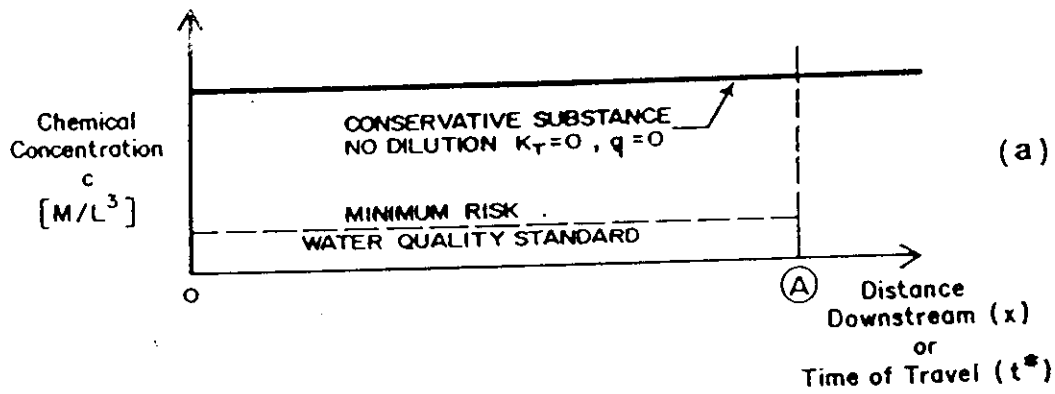 Chemical
Concentration
c
[M/L³]
CONSERVATIVE SUBSTANCE
NO DILUTION K_T=0 , q=0
MINIMUM RISK
WATER QUALITY STANDARD
(a)
O
A
Distance
Downstream (x)
or
Time of Travel (t*)